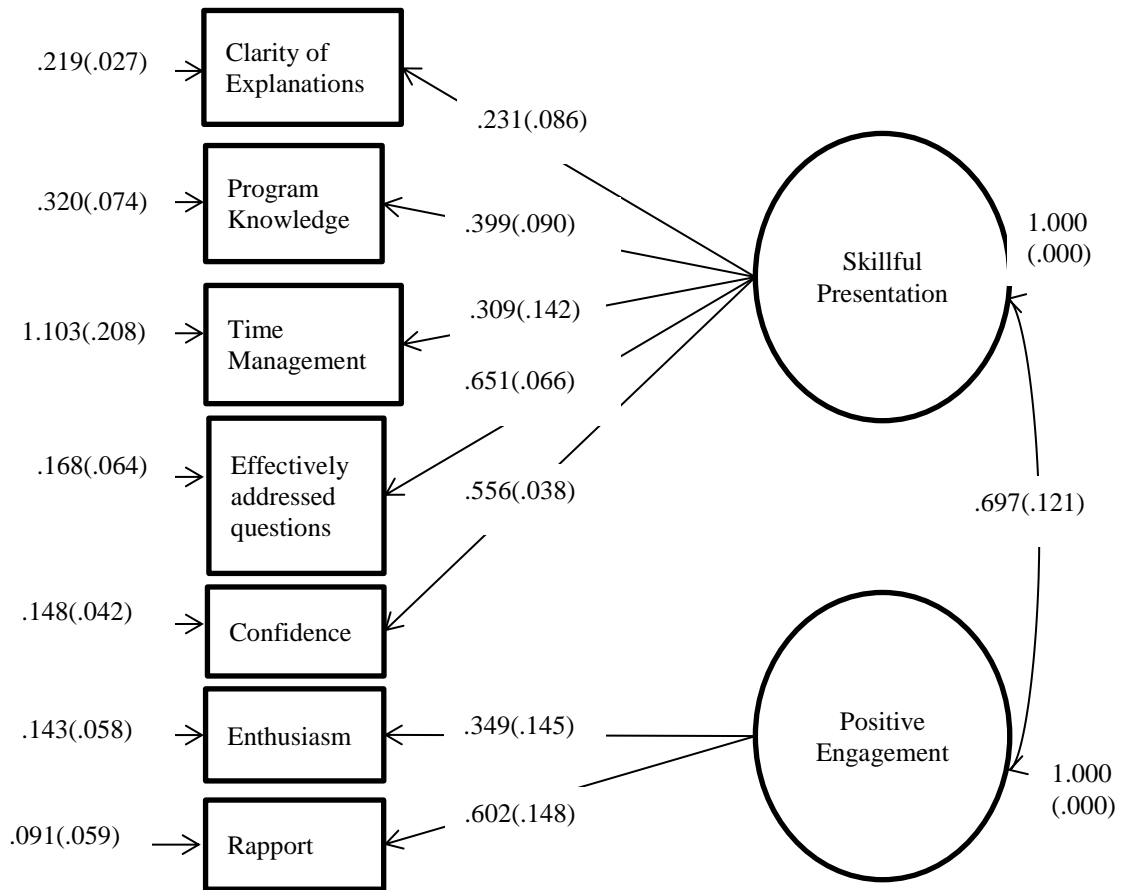 .219(.027)
Clarity of
Explanations
.231(.086)
.320(.074)
Program
Knowledge
.399(.090)
1.000
(.000)
Skillful
Presentation
1.103(.208)
Time
Management
.309(.142)
.651(.066)
.168(.064)
Effectively
addressed
questions
.556(.038)
.697(.121)
.148(.042)
Confidence
.143(.058)
Enthusiasm
.349(.145)
Positive
Engagement
1.000
(.000)
.091(.059)
Rapport
.602(.148)